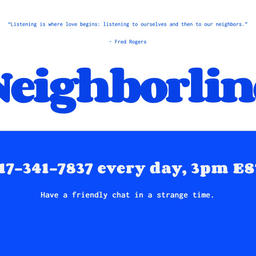 “Listening is where love begins: listening to ourselves and then to our neighbors.”
- Fred Rogers
Neighborline
17-341-7837 every day, 3pm E
Have a friendly chat in a strange time.